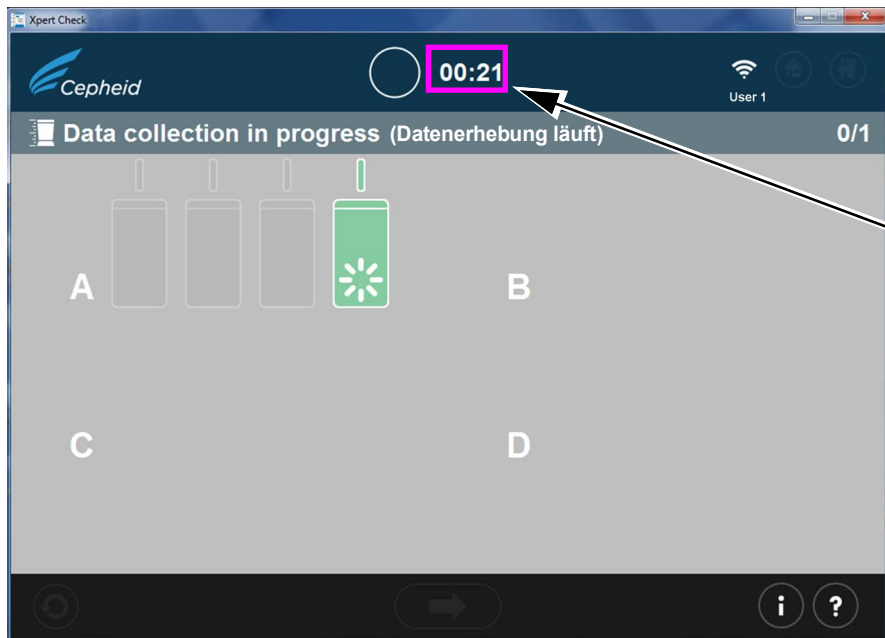 Xpert Check
Cepheid
00:21
User 1
Data collection in progress (Datenerhebung läuft) 0/1
A
B
C
D
i ?